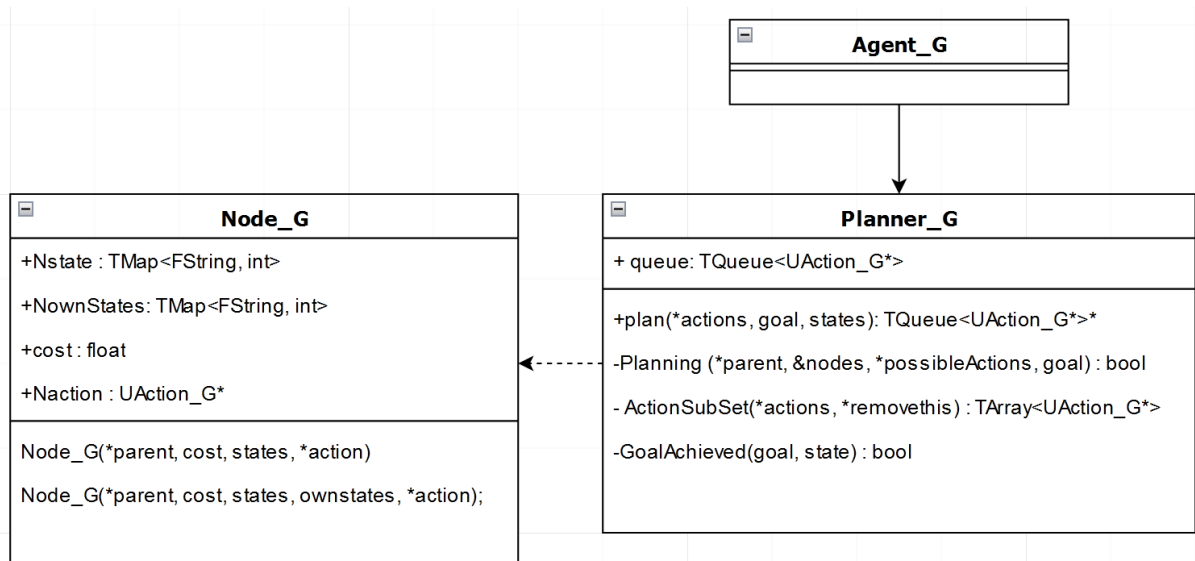 Agent_G
Node_G
+Nstate : TMap<FString, int>
+NownStates: TMap<FString, int>
+cost : float
+Naction : UAction_G*
Node_G(*parent, cost, states, *action)
Node_G(*parent, cost, states, ownstates, *action);
Planner_G
+ queue: TQueue<UAction_G*>
+plan(*actions, goal, states): TQueue<UAction_G*>*
-Planning (*parent, &nodes, *possibleActions, goal) : bool
- ActionSubSet(*actions, *removethis) : TArray<UAction_G*>
-GoalAchieved(goal, state) : bool